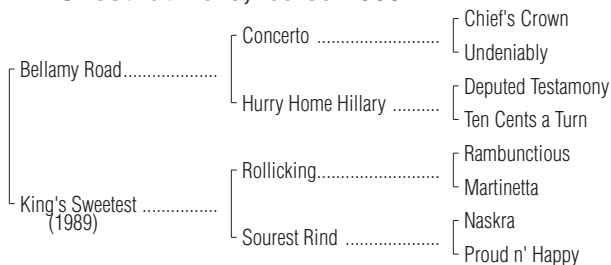 Chief's Crown
Concerto ............................
Undeniably
Bellamy Road.....................
Deputed Testamony
Hurry Home Hillary ...........
Ten Cents a Turn
Rambunctious
Rollicking............................
Martinetta
King's Sweetest .................
(1989)
Naskra
Sourest Rind ......................
Proud n' Happy